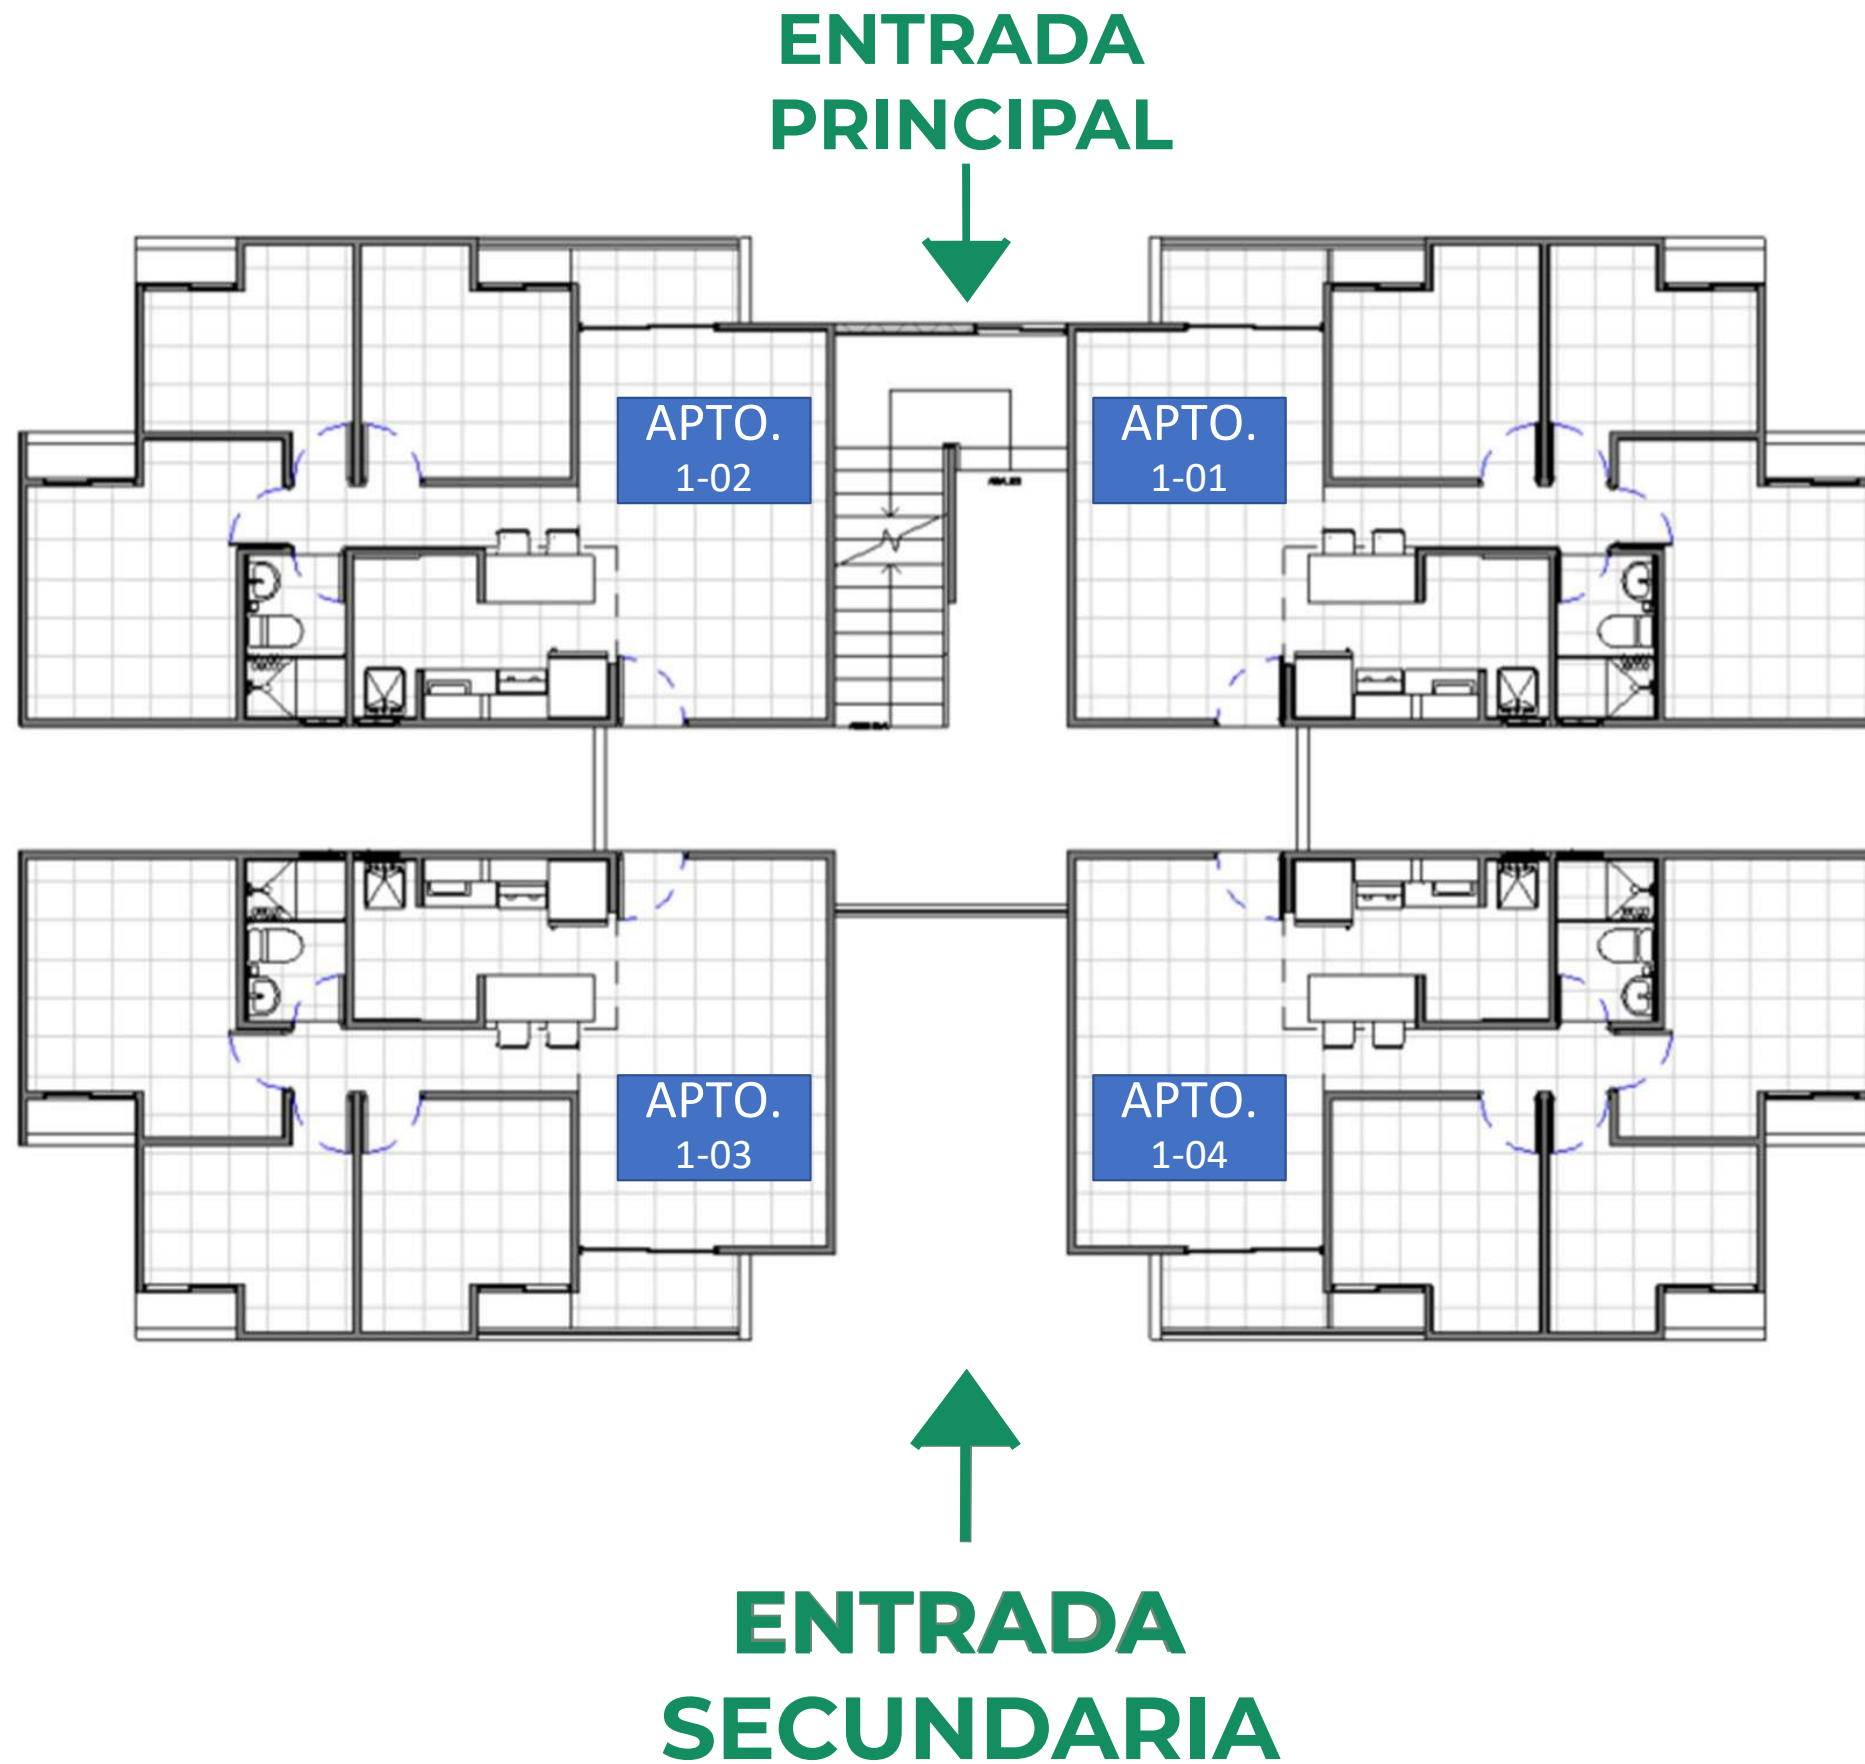 ENTRADA
PRINCIPAL
APTO.
1-02
APTO.
1-01
APTO.
1-03
APTO.
1-04
ENTRADA
SECUNDARIA